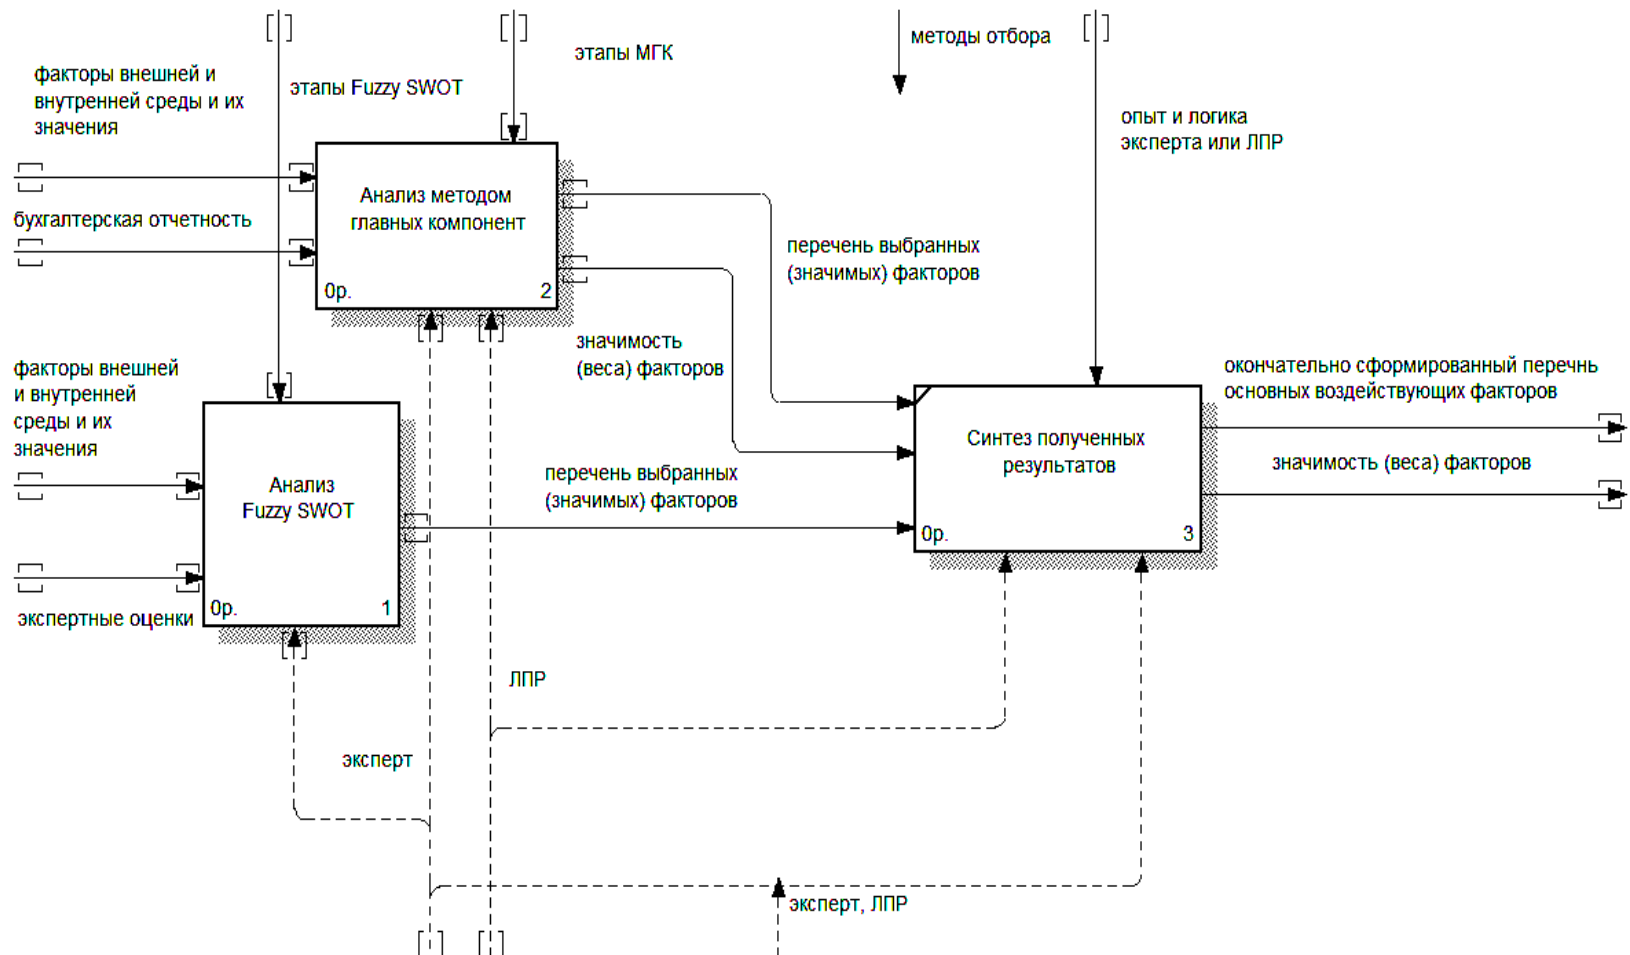 методы отбора
этапы МГК
факторы внешней и
внутренней среды и их
значения
этапы Fuzzy SWOT
опыт и логика
эксперта или ЛПР
Анализ методом
главных компонент
0р.
2
бухгалтерская отчетность
перечень выбранных
(значимых) факторов
значимость
(веса) факторов
факторы внешней
и внутренней
среды и их
значения
окончательно сформированный перечнь
основных воздействующих факторов
Синтез полученных
результатов
0р.
3
значимость (веса) факторов
перечень выбранных
(значимых) факторов
Анализ
Fuzzy SWOT
0р.
1
экспертные оценки
ЛПР
эксперт
эксперт, ЛПР